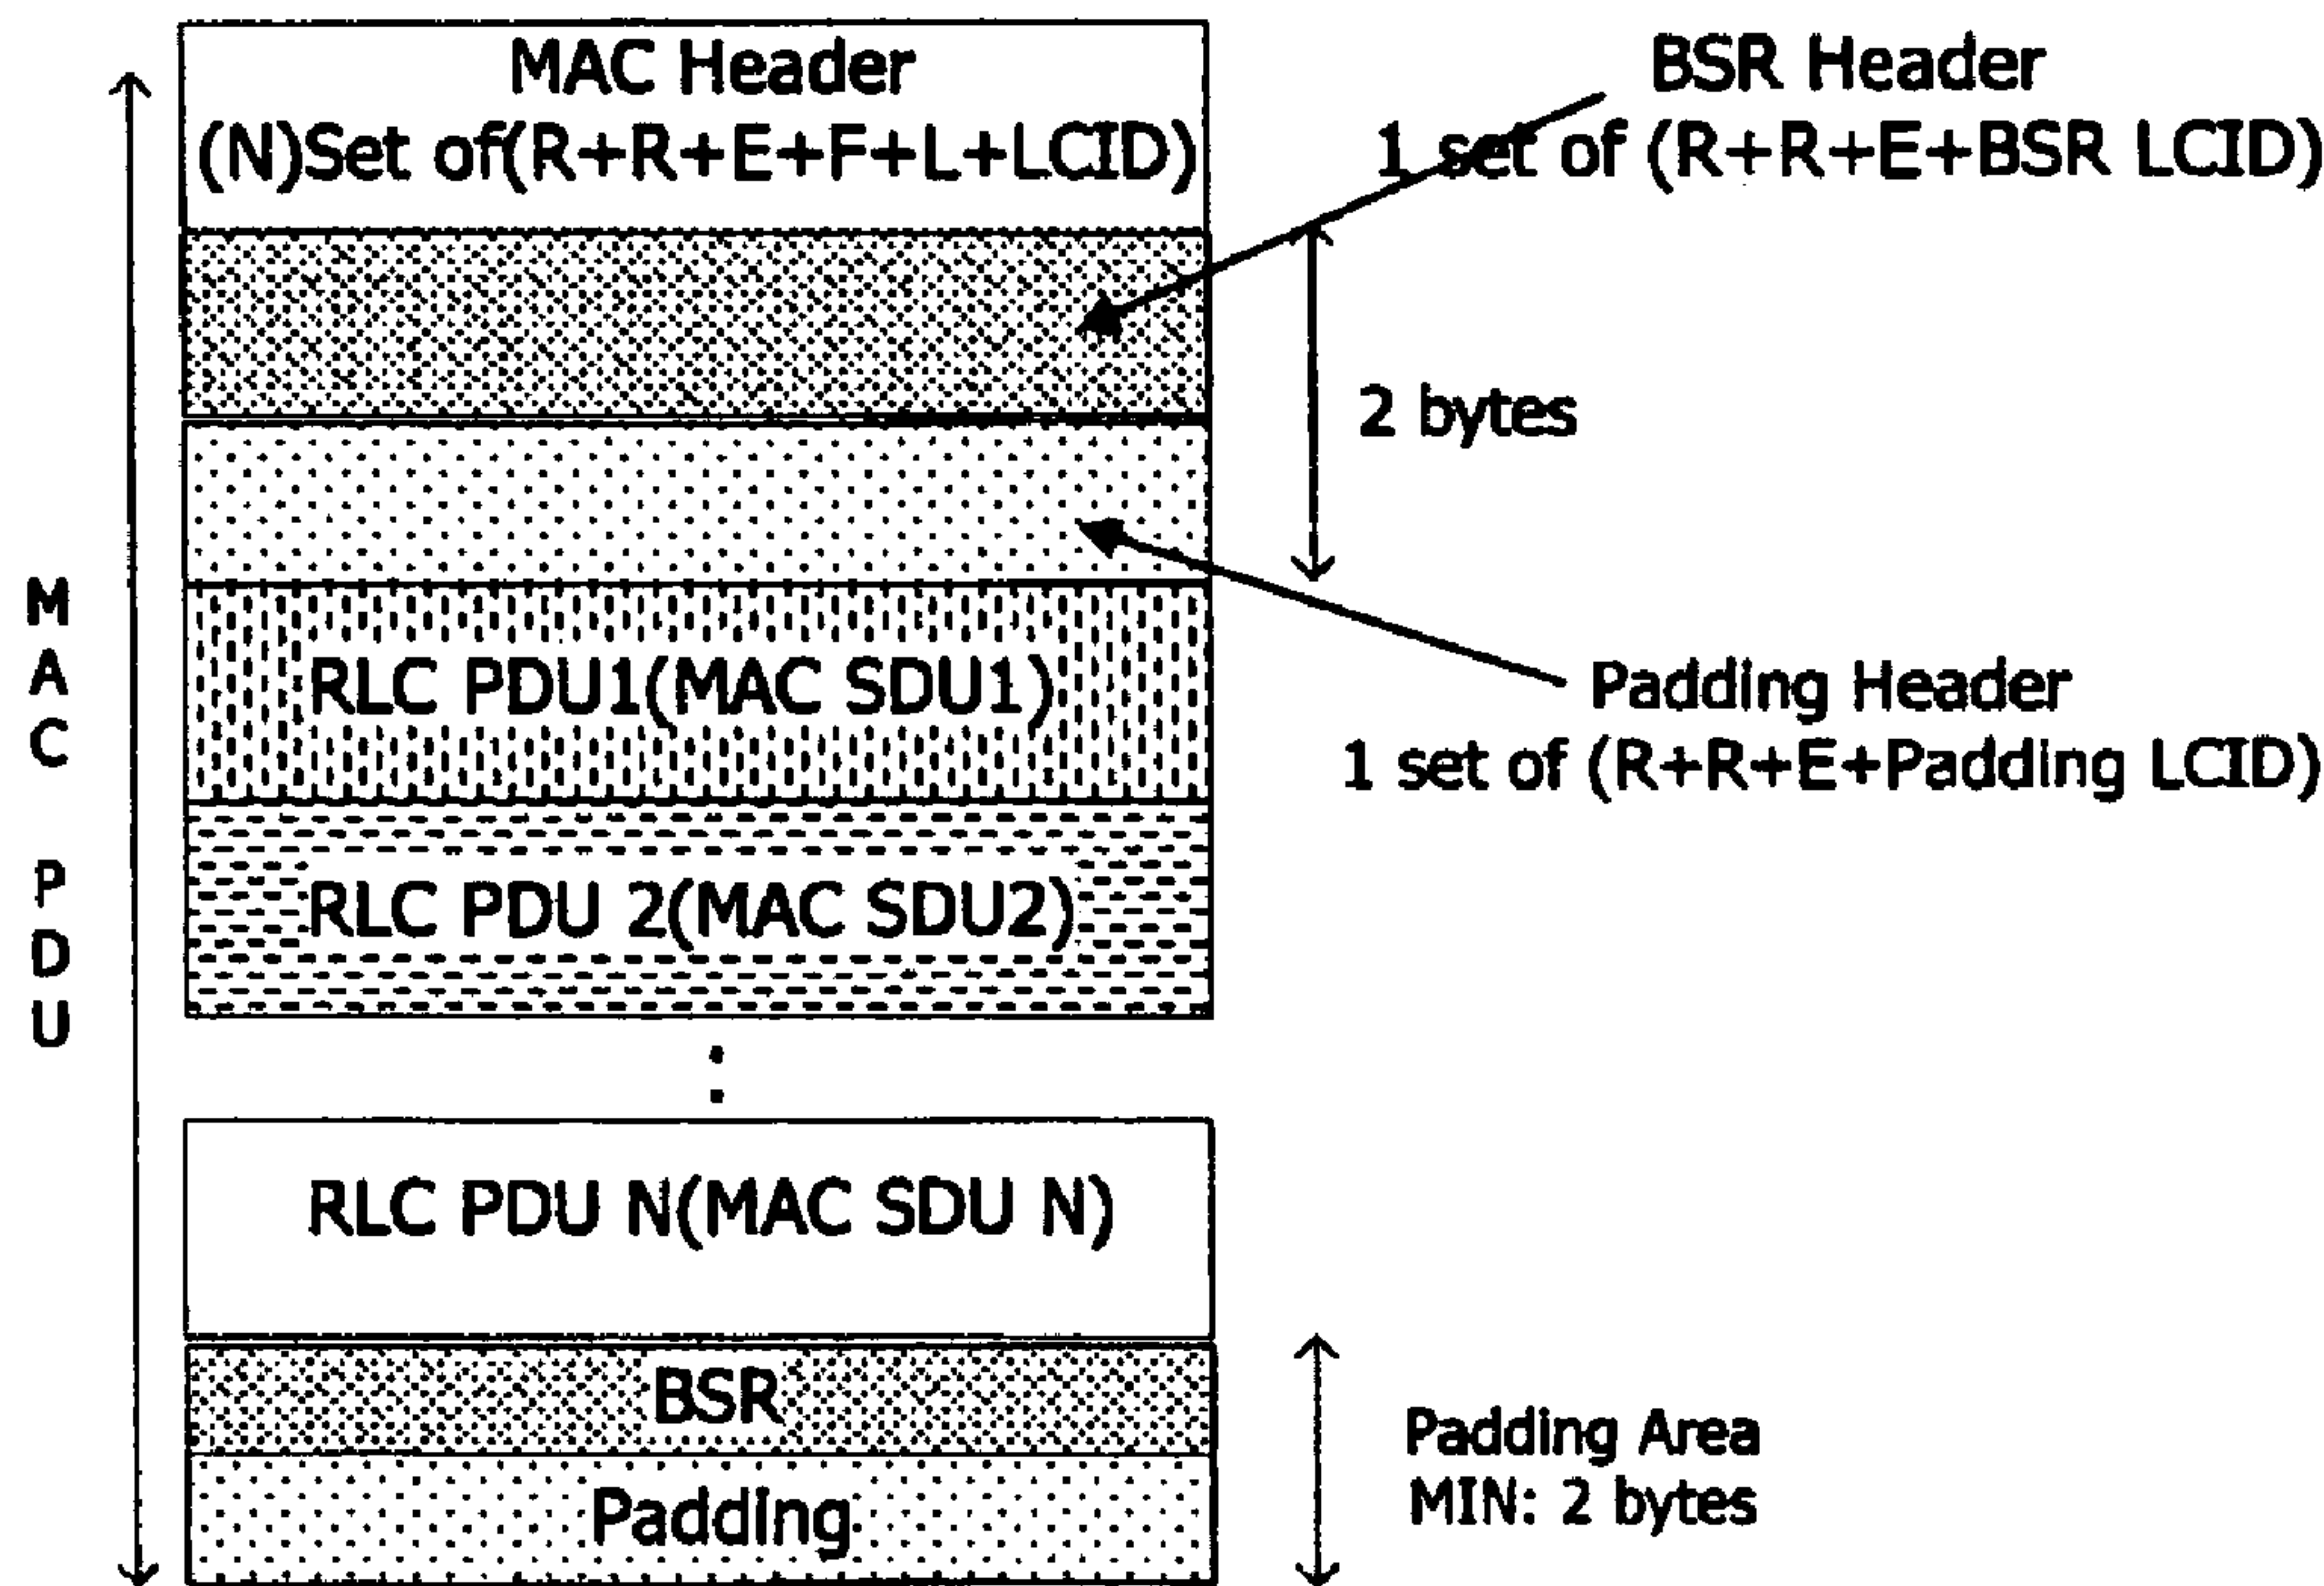 MAC Header
(N)Set of(R+R+E+F+L+LCID)
BSR Header
1 set of (R+R+E+BSR LCID)
2 bytes
RLC PDU1(MAC SDU1)
Padding Header
1 set of (R+R+E+Padding LCID)
RLC PDU 2(MAC SDU2)
MAC PDU
:
RLC PDU N(MAC SDU N)
BSR
Padding
Padding Area
MIN: 2 bytes